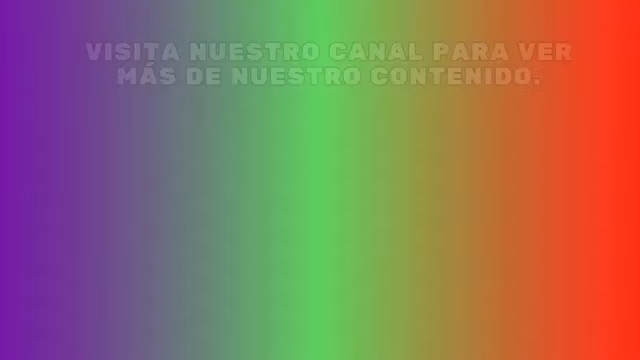 VISITA NUESTRO CANAL PARA VER
MÁS DE NUESTRO CONTENIDO.